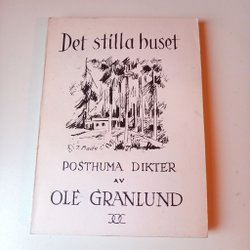 Det stilla huset
POSTHUMA DIKTER
AV
OLE GRANLUND